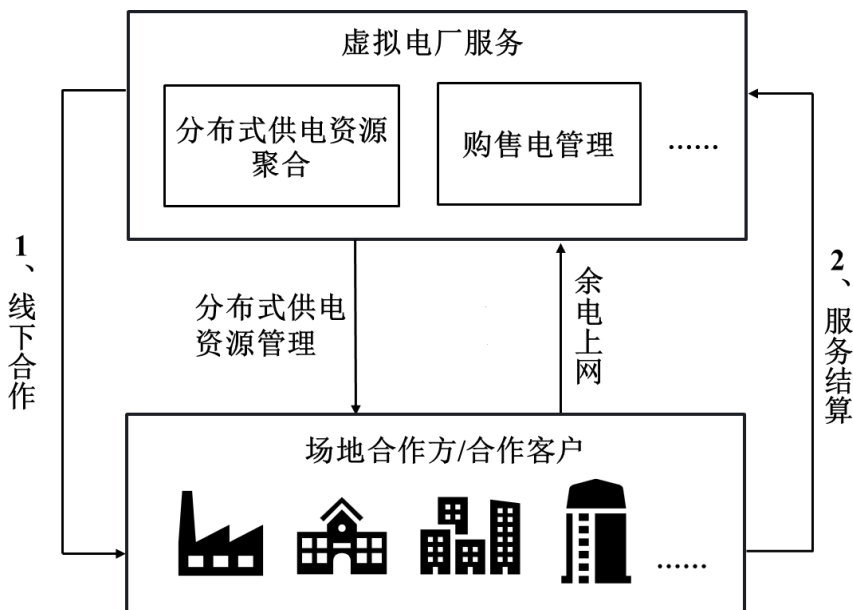 虚拟电厂服务
分布式供电资源
聚合
购售电管理
......
1、线下合作
分布式供电
资源管理
余电上网
2、服务结算
场地合作方/合作客户
......